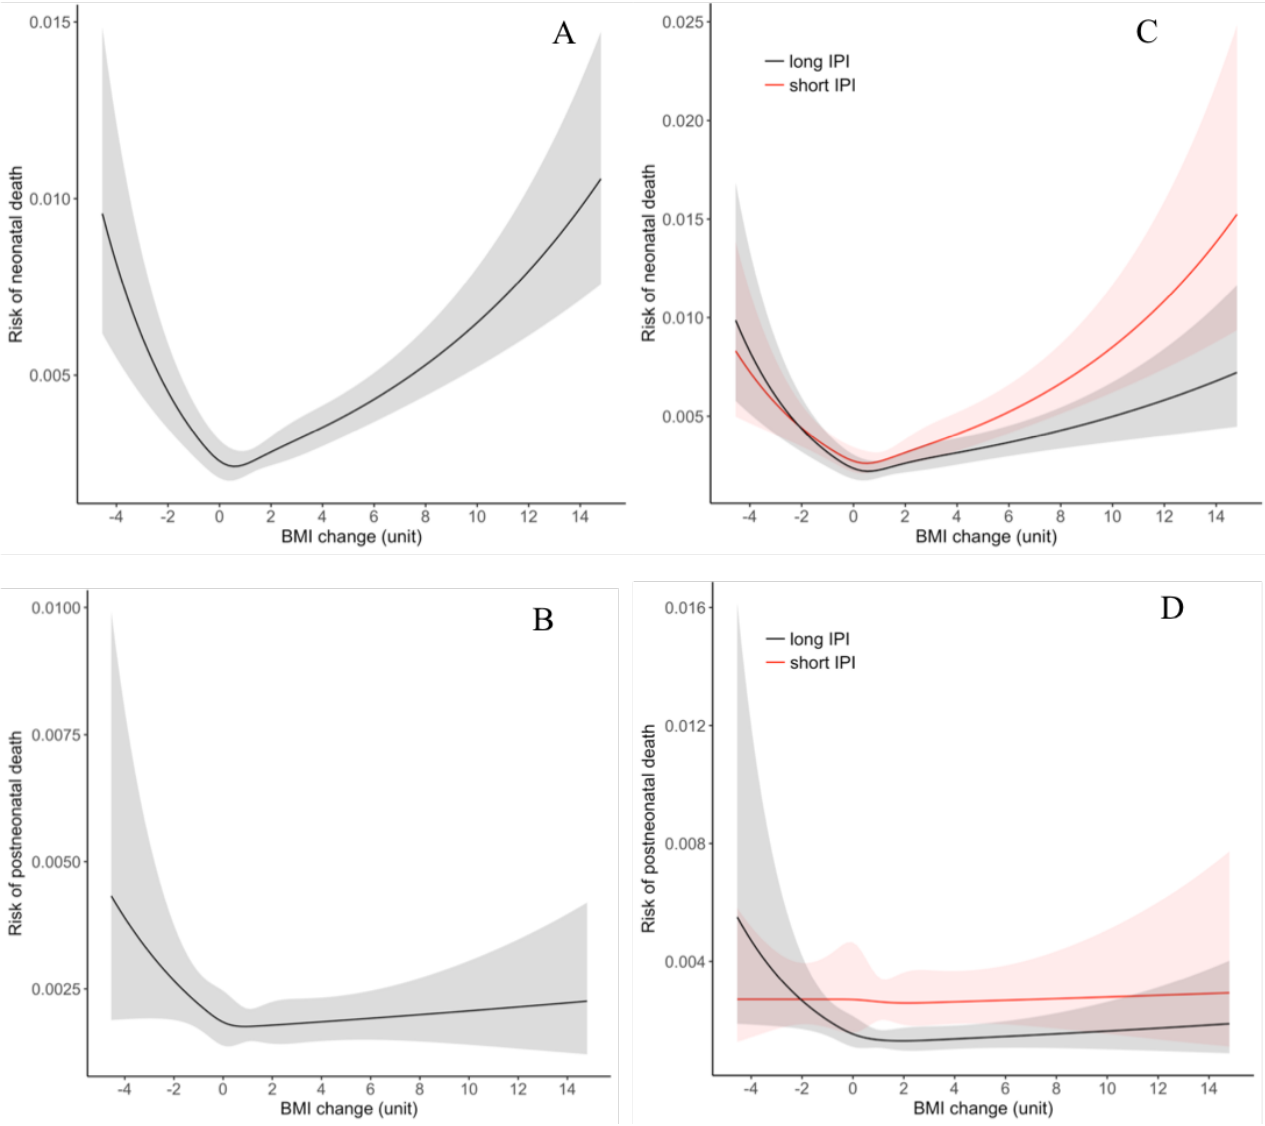 A
Risk of neonatal death
0.015
0.010
0.005
-4 -2 0 2 4 6 8 10 12 14
BMI change (unit)
C
long IPI
short IPI
Risk of neonatal death
0.025
0.020
0.015
0.010
0.005
-4 -2 0 2 4 6 8 10 12 14
BMI change (unit)
B
Risk of postneonatal death
0.0100
0.0075
0.0050
0.0025
-4 -2 0 2 4 6 8 10 12 14
BMI change (unit)
D
long IPI
short IPI
Risk of postneonatal death
0.016
0.012
0.008
0.004
-4 -2 0 2 4 6 8 10 12 14
BMI change (unit)